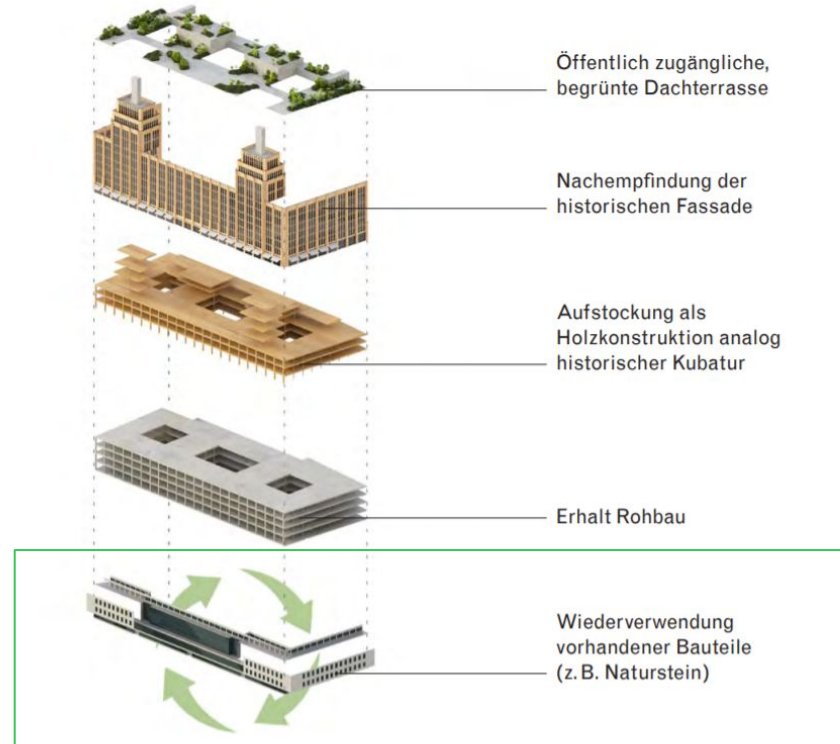 Öffentlich zugängliche,
begrünte Dachterrasse
Nachempfindung der
historischen Fassade
Aufstockung als
Holzkonstruktion analog
historischer Kubatur
Erhalt Rohbau
Wiederverwendung
vorhandener Bauteile
(z. B. Naturstein)